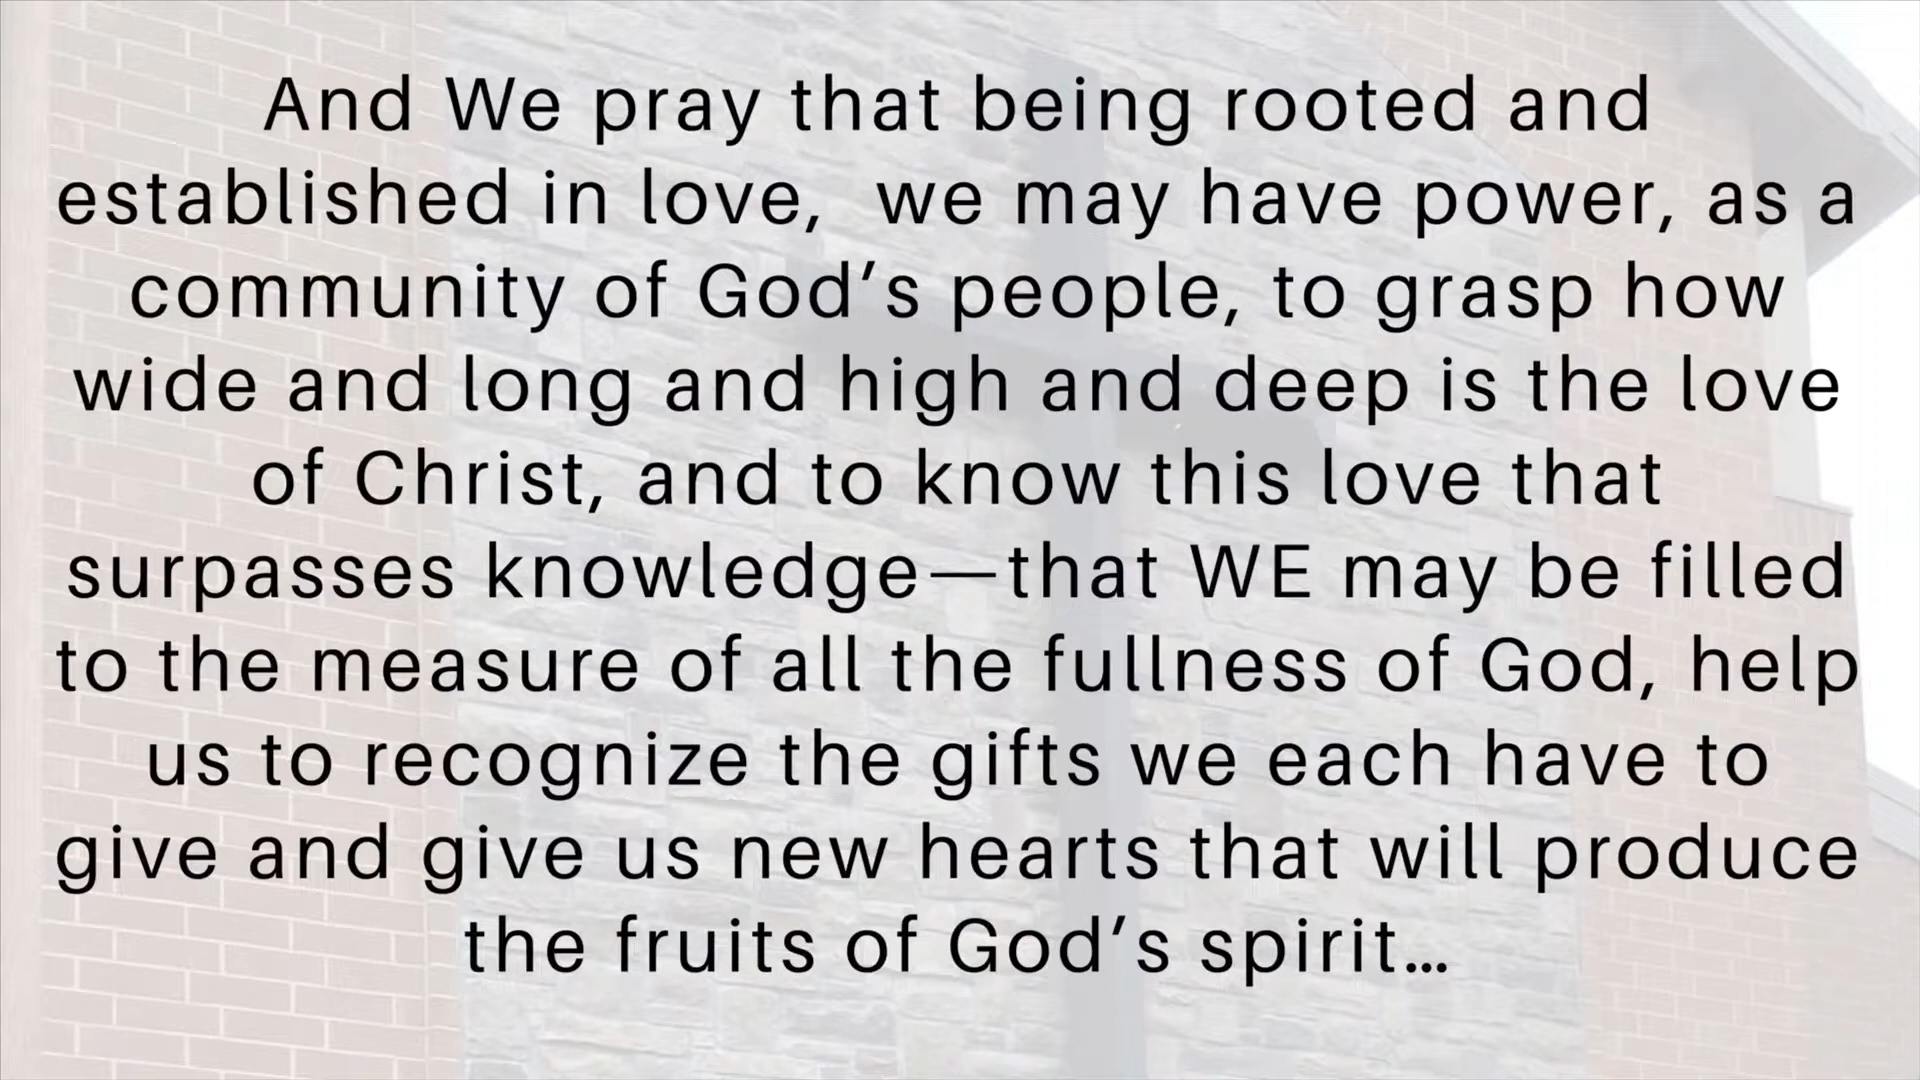 And We pray that being rooted and
established in love,  we may have power, as a
community of God’s people, to grasp how
wide and long and high and deep is the love
of Christ, and to know this love that
surpasses knowledge—that WE may be filled
to the measure of all the fullness of God, help
us to recognize the gifts we each have to
give and give us new hearts that will produce
the fruits of God’s spirit…